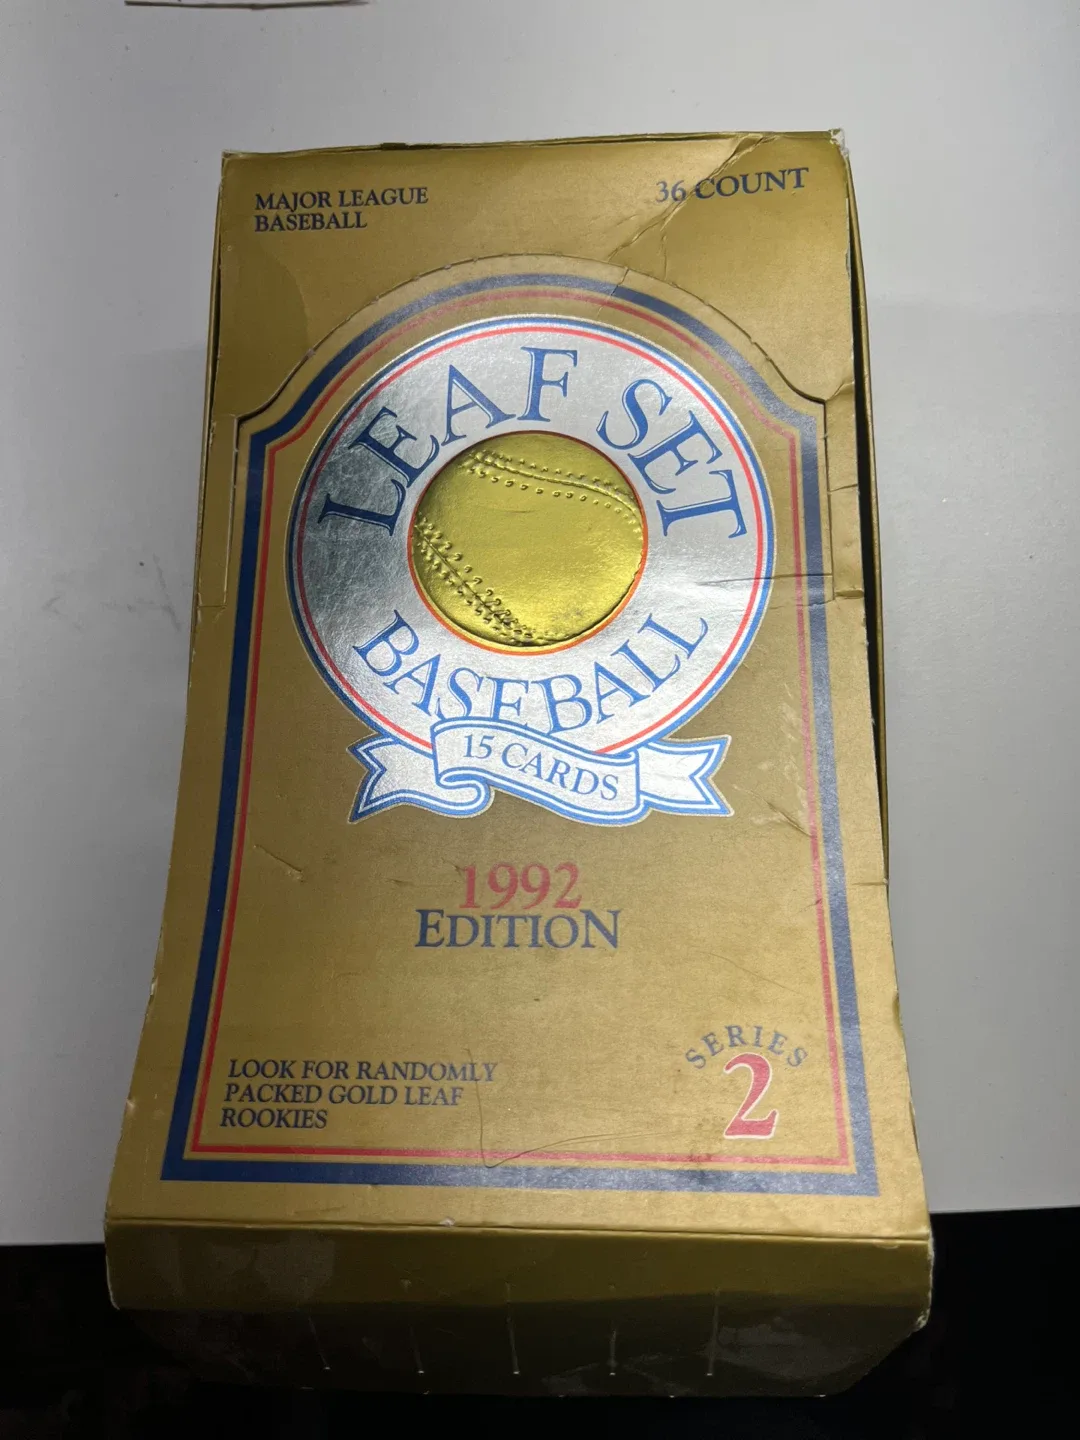 MAJOR LEAGUE
BASEBALL
36 COUNT
LEAF SET
BASEBALL
15 CARDS
1992
EDITION
LOOK FOR RANDOMLY
PACKED GOLD LEAF
ROOKIES
SERIES
2